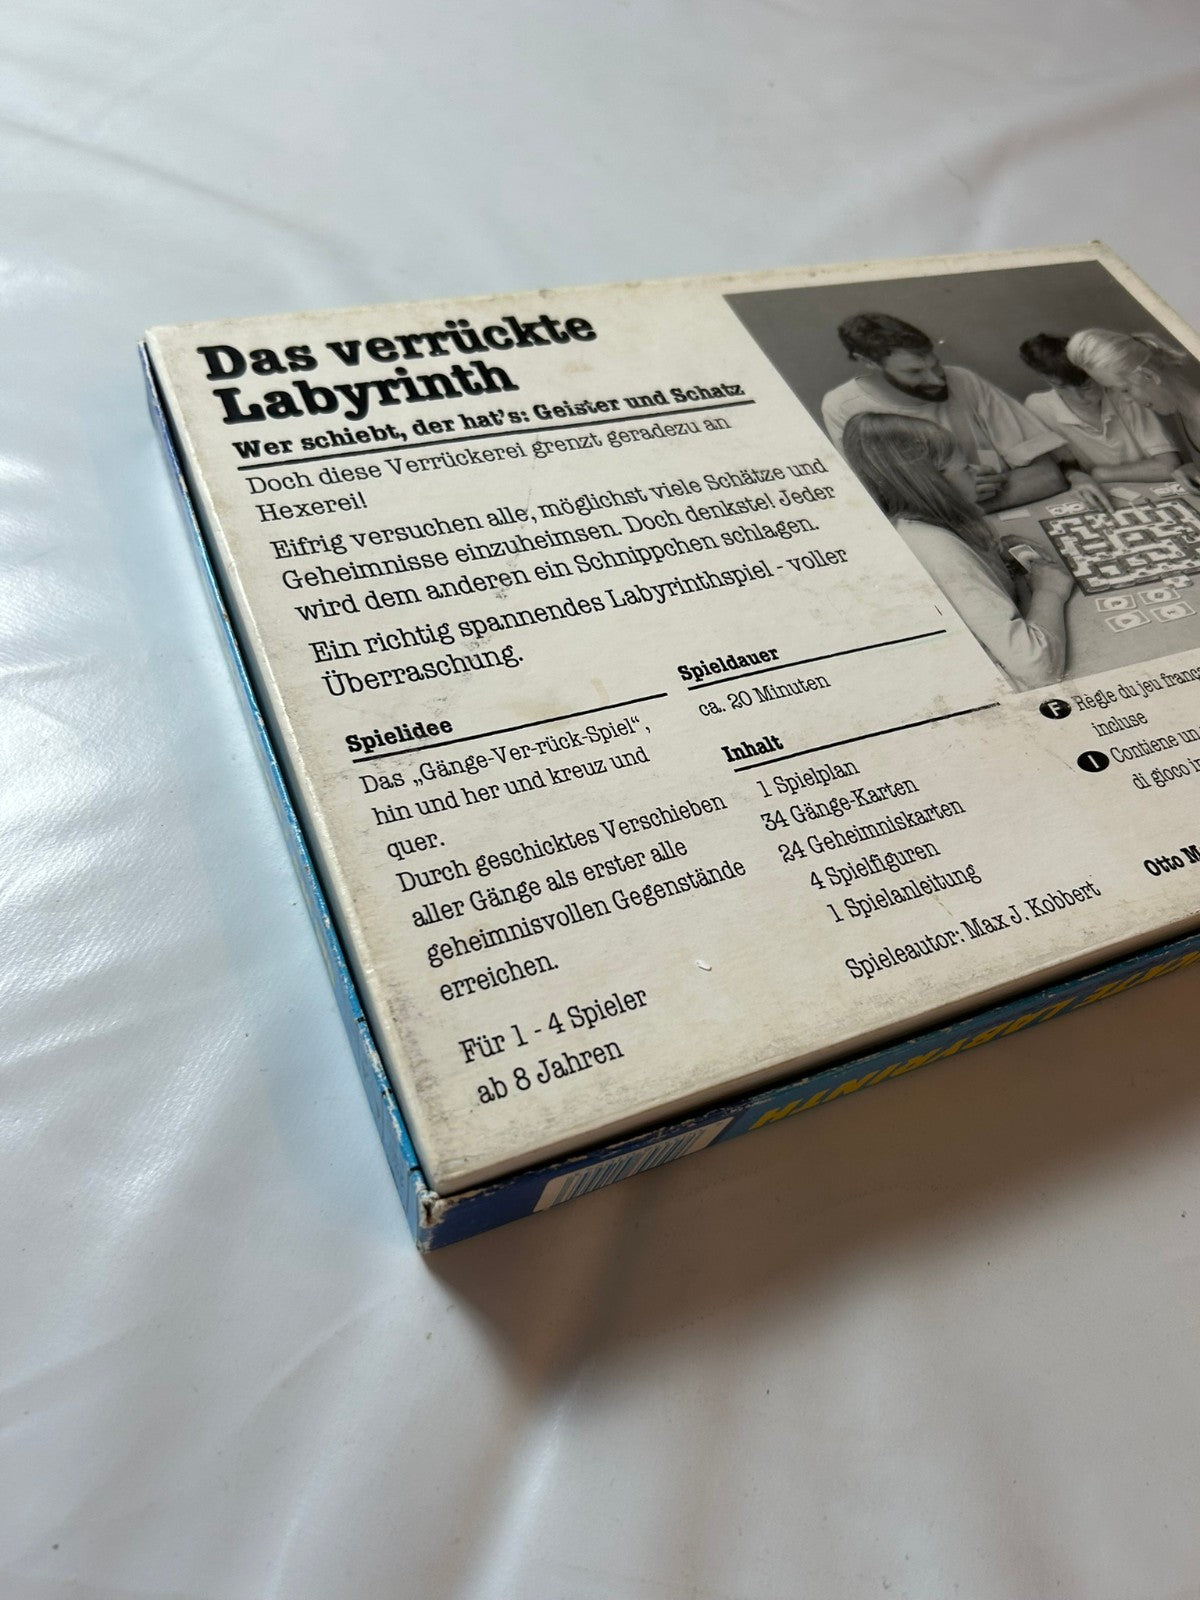 Das verrückte
Labyrinth
Wer schiebt, der hat's: Geister und Schatz
Doch diese Verrückerei grenzt geradezu an
Hexerei!
Eifrig versuchen alle, möglichst viele Schätze und
Geheimnisse einzuheimsen. Doch denkste! Jeder
wird dem anderen ein Schnippchen schlagen.
Ein richtig spannendes Labyrinthspiel - voller
Überraschung.
Spielidee
Das „Gänge-Ver-rück-Spiel“,
hin und her und kreuz und
quer.
Durch geschicktes Verschieben
aller Gänge als erster alle
geheimnisvollen Gegenstände
erreichen.
Für 1 - 4 Spieler
ab 8 Jahren
Spieldauer
ca. 20 Minuten
Inhalt
1 Spielplan
34 Gänge-Karten
24 Geheimniskarten
4 Spielfiguren
1 Spielanleitung
Spieleautor: Max J. Kobbert
F Règle du jeu
incluse
I Contiene
di gioco
Otto
LABYRINTH